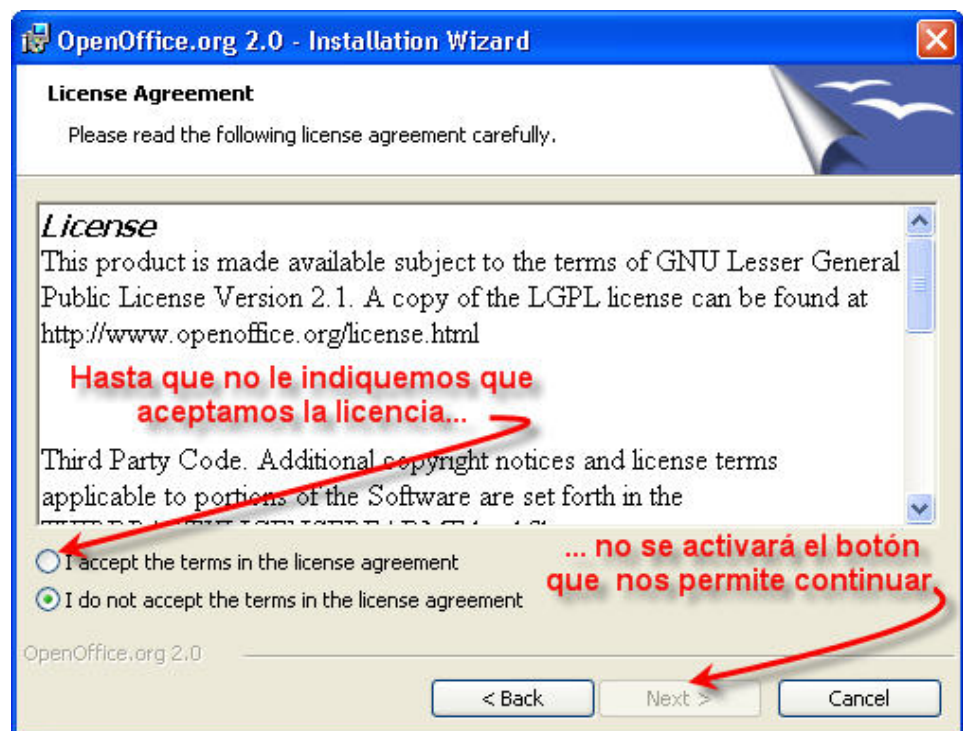 OpenOffice.org 2.0 - Installation Wizard
License Agreement
Please read the following license agreement carefully.
License
This product is made available subject to the terms of GNU Lesser General
Public License Version 2.1. A copy of the LGPL license can be found at
http://www.openoffice.org/license.html
Hasta que no le indiquemos que
aceptamos la licencia...
Third Party Code. Additional copyright notices and license terms
applicable to portions of the Software are set forth in the
I accept the terms in the license agreement
... no se activará el botón
que nos permite continuar
I do not accept the terms in the license agreement
OpenOffice.org 2.0
< Back
Next >
Cancel